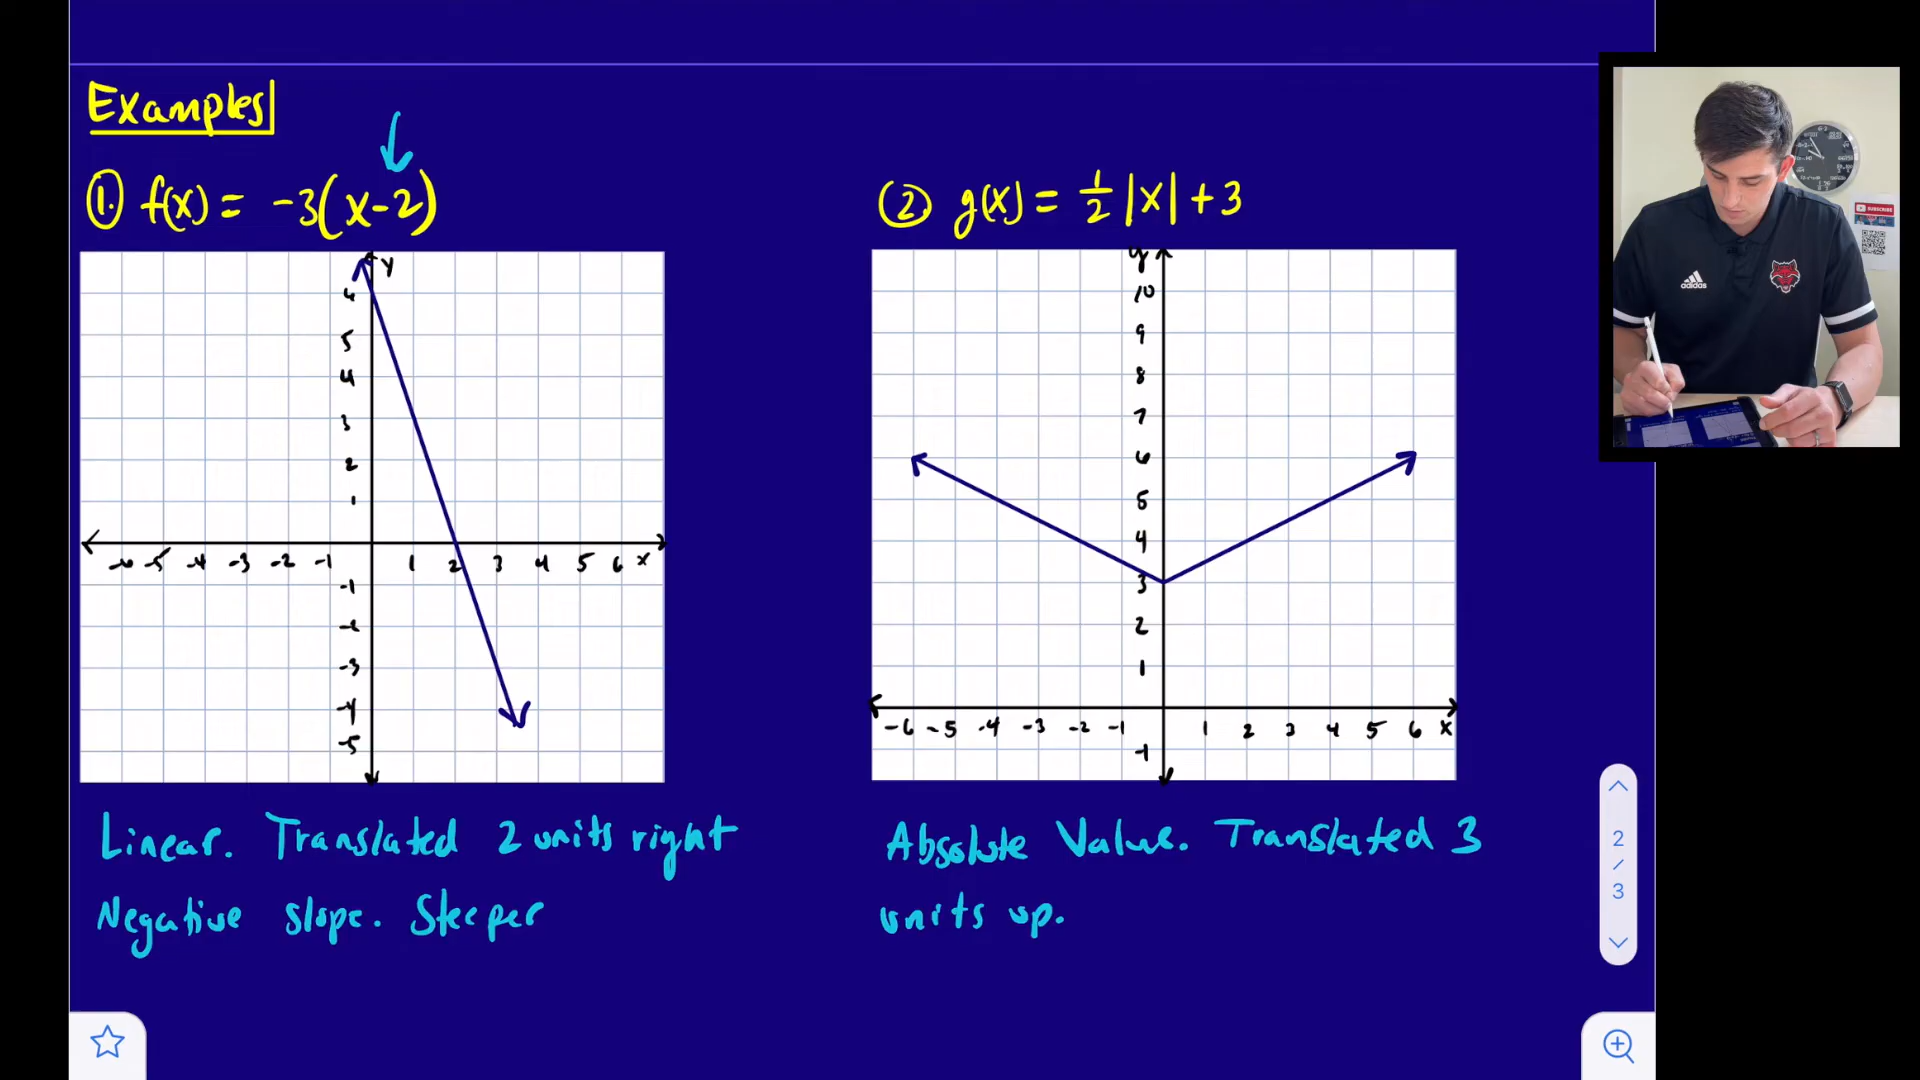 Examples
1. f(x) = -3(x-2)
(2.) g(x) = 1/2 |x| + 3
y
6
5
4
3
2
1
-6 -5 -4 -3 -2 -1 1 2 3 4 5 6 x
-1
-2
-3
-4
-5
y
10
9
8
7
6
5
4
3
2
1
-6 -5 -4 -3 -2 -1 1 2 3 4 5 6 x
-1
Linear. Translated 2 units right
Negative slope. Steeper
Absolute Value. Translated 3
units up.
adidas
SUBSCRIBE
2
/
3